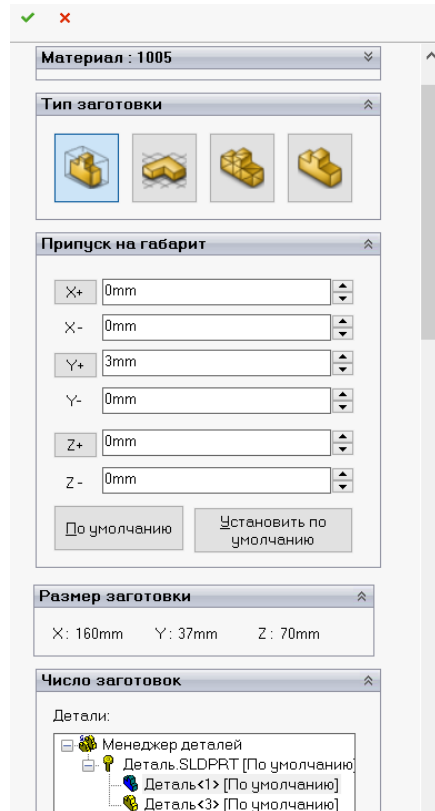 Материал : 1005
Тип заготовки
Припуск на габарит
X+ 0mm
X- 0mm
Y+ 3mm
Y- 0mm
Z+ 0mm
Z- 0mm
По умолчанию
Установить по умолчанию
Размер заготовки
X: 160mm Y: 37mm Z: 70mm
Число заготовок
Детали:
Менеджер деталей
Деталь.SLDPRT [По умолчанию]
Деталь<1> [По умолчанию]
Деталь<3> [По умолчанию]